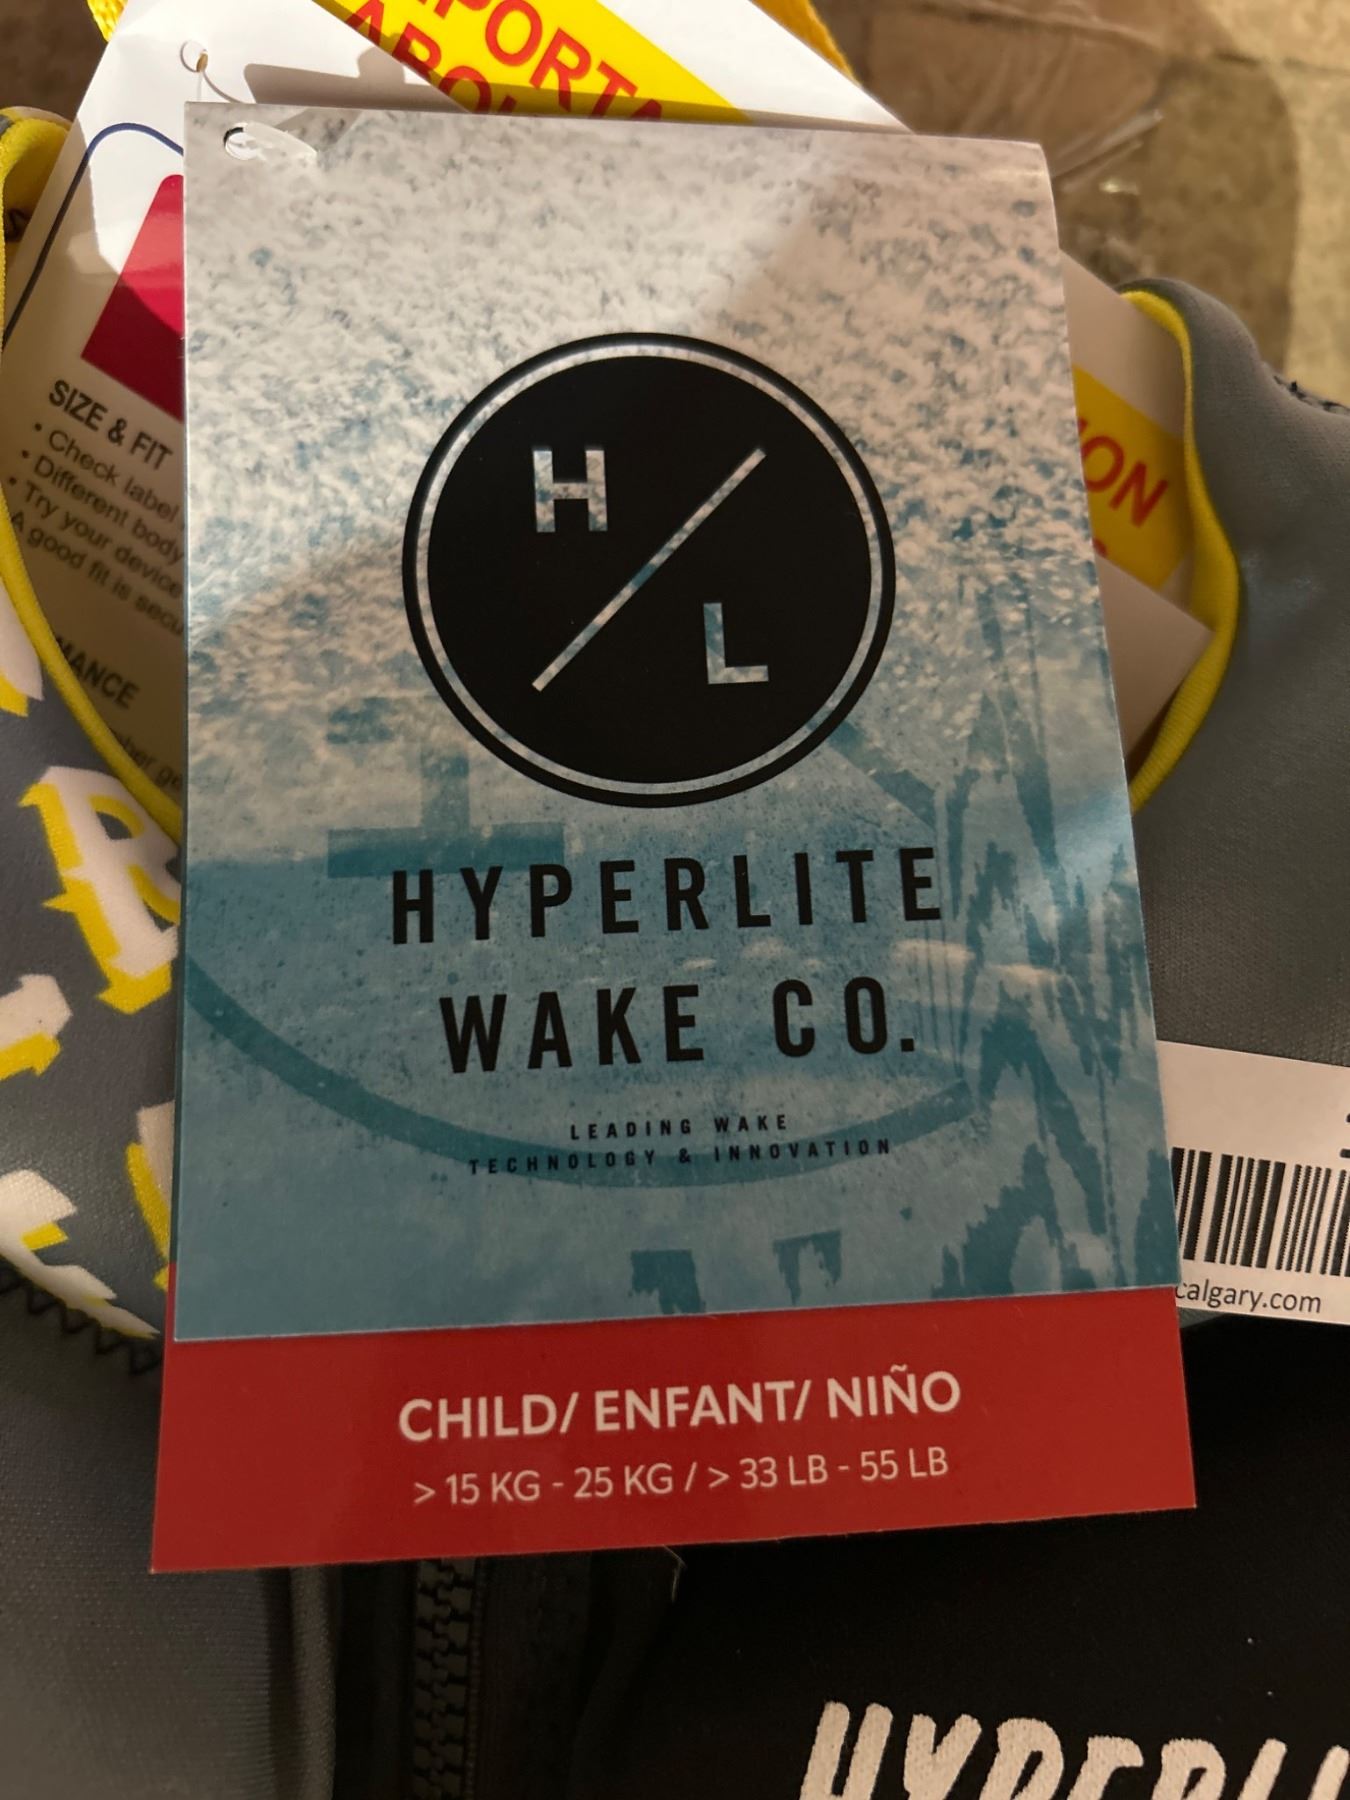 SIZE & FIT
• Check label
• Different body
• Try your device
A good fit is secu
H
L
HYPERLITE
WAKE CO.
LEADING WAKE
TECHNOLOGY & INNOVATION
calgary.com
CHILD/ ENFANT/ NIÑO
> 15 KG - 25 KG / > 33 LB - 55 LB